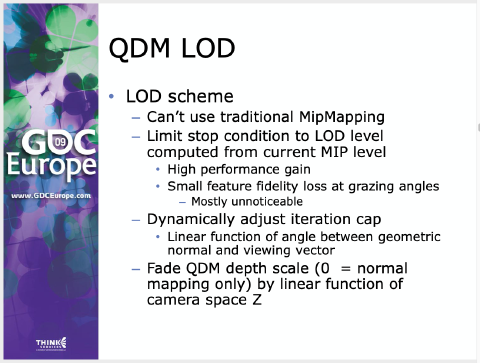 QDM LOD
• LOD scheme
– Can't use traditional MipMapping
– Limit stop condition to LOD level
computed from current MIP level
• High performance gain
• Small feature fidelity loss at grazing angles
– Mostly unnoticeable
– Dynamically adjust iteration cap
• Linear function of angle between geometric
normal and viewing vector
– Fade QDM depth scale (0 = normal
mapping only) by linear function of
camera space Z
GDC
09
Europe
www.GDCEurope.com
THINK
SERVICES